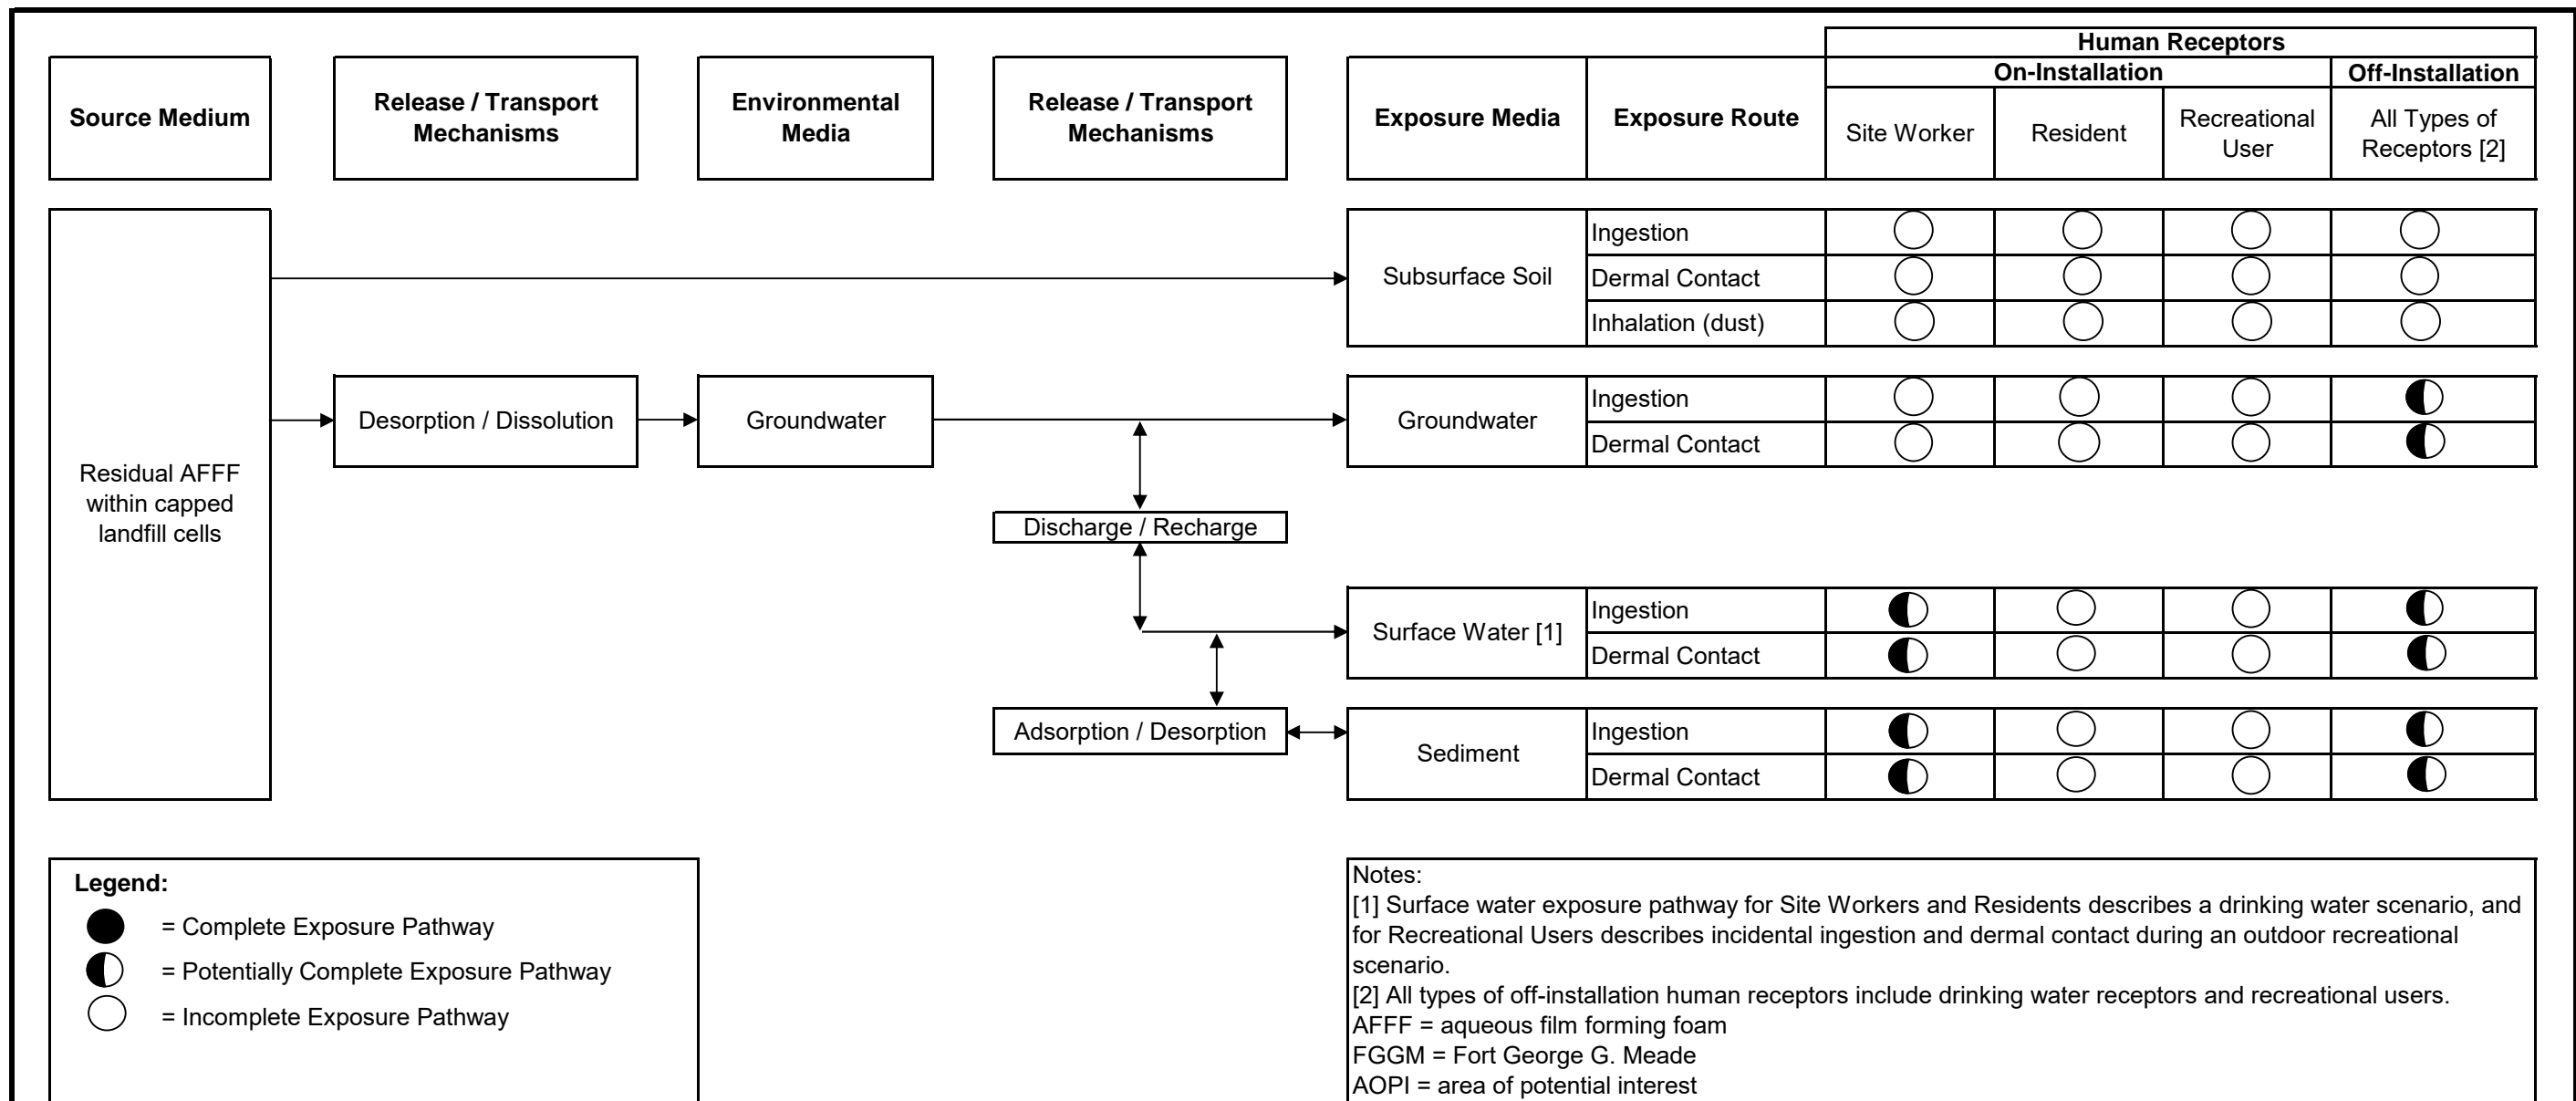 Human Receptors
On-Installation
Off-Installation
Source Medium
Release / Transport
Mechanisms
Environmental
Media
Release / Transport
Mechanisms
Exposure Media
Exposure Route
Site Worker
Resident
Recreational
User
All Types of
Receptors [2]
Residual AFFF
within capped
landfill cells
Subsurface Soil
Ingestion
Dermal Contact
Inhalation (dust)
Desorption / Dissolution
Groundwater
Groundwater
Ingestion
Dermal Contact
Discharge / Recharge
Surface Water [1]
Ingestion
Dermal Contact
Adsorption / Desorption
Sediment
Ingestion
Dermal Contact
Legend:
= Complete Exposure Pathway
= Potentially Complete Exposure Pathway
= Incomplete Exposure Pathway
Notes:
[1] Surface water exposure pathway for Site Workers and Residents describes a drinking water scenario, and
for Recreational Users describes incidental ingestion and dermal contact during an outdoor recreational
scenario.
[2] All types of off-installation human receptors include drinking water receptors and recreational users.
AFFF = aqueous film forming foam
FGGM = Fort George G. Meade
AOPI = area of potential interest